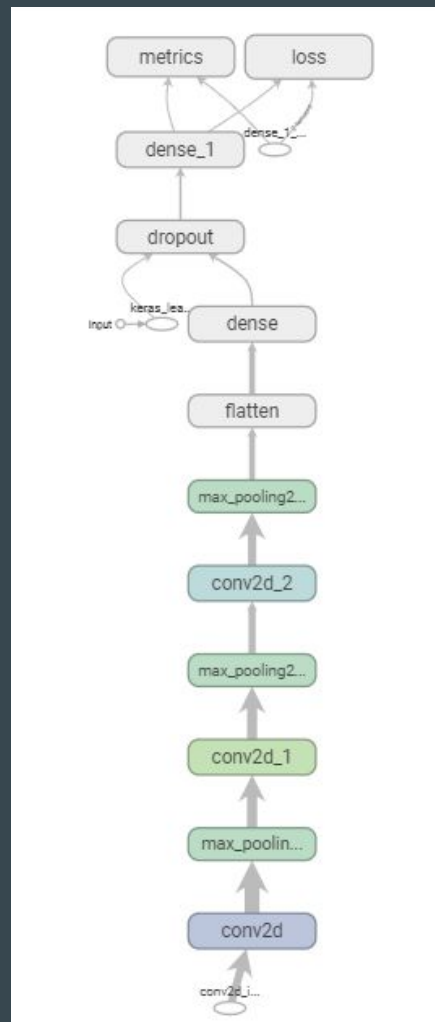 metrics
loss
dense_1_...
dense_1
dropout
keras_lea...
Input
dense
flatten
max_pooling2...
conv2d_2
max_pooling2...
conv2d_1
max_poolin...
conv2d
conv2d_i...